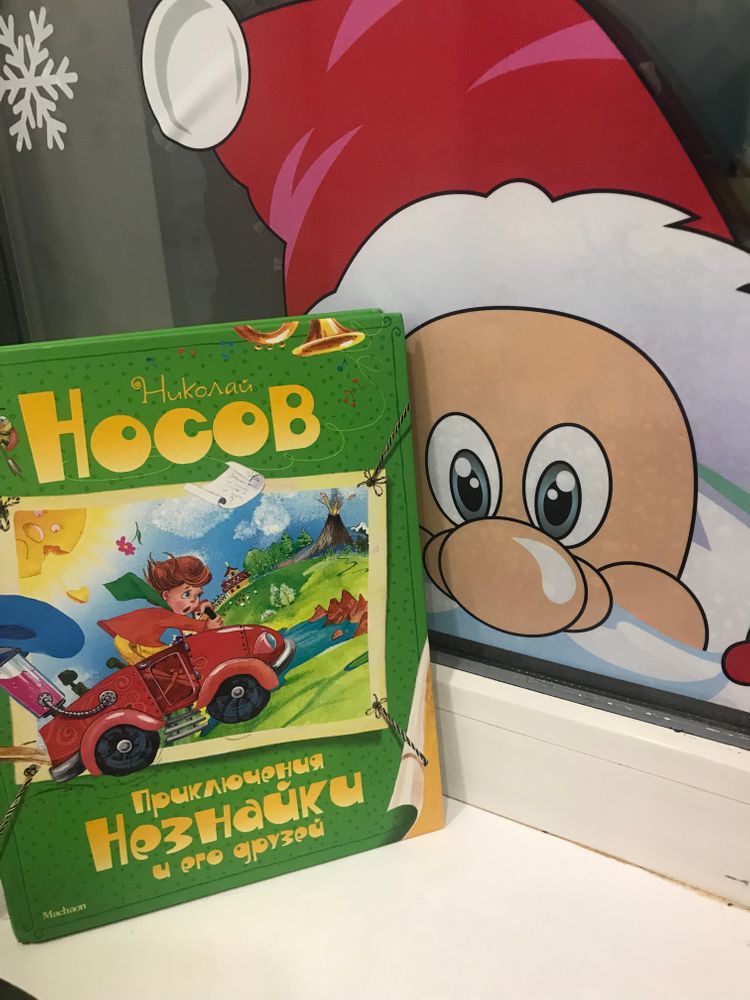 Николай
Носов
Приключения
Незнайки
и его друзей
Machaon